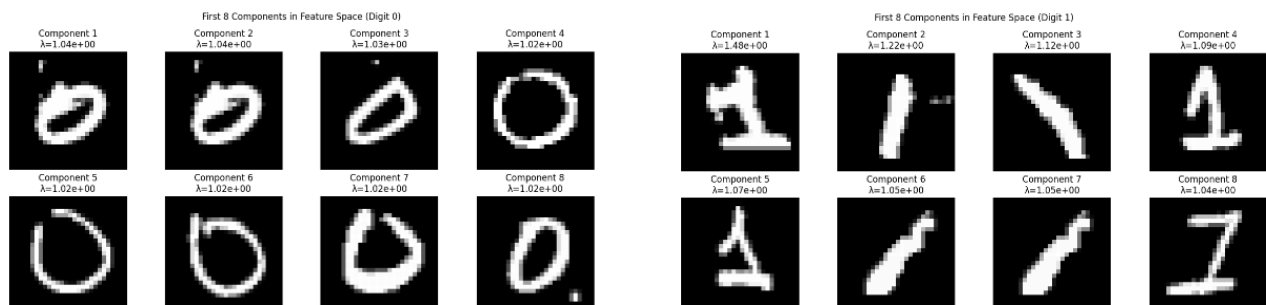 First 8 Components in Feature Space (Digit 0)
Component 1 Component 2 Component 3 Component 4
λ=1.04e+00 λ=1.04e+00 λ=1.03e+00 λ=1.02e+00
Component 5 Component 6 Component 7 Component 8
λ=1.02e+00 λ=1.02e+00 λ=1.02e+00 λ=1.02e+00
First 8 Components in Feature Space (Digit 1)
Component 1 Component 2 Component 3 Component 4
λ=1.48e+00 λ=1.22e+00 λ=1.12e+00 λ=1.09e+00
Component 5 Component 6 Component 7 Component 8
λ=1.07e+00 λ=1.05e+00 λ=1.05e+00 λ=1.04e+00